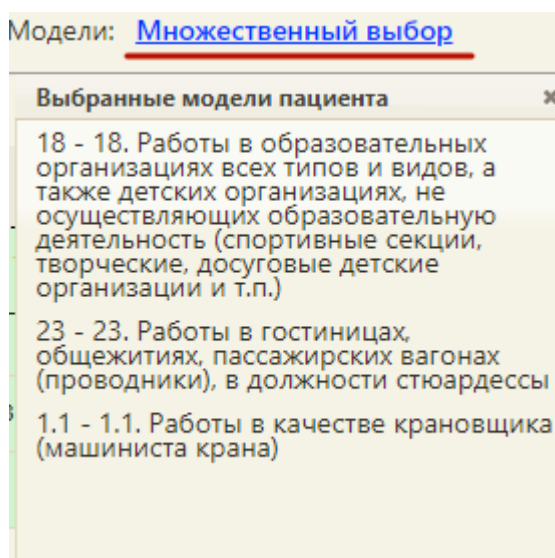 Модели: Множественный выбор
Выбранные модели пациента
18 - 18. Работы в образовательных
организациях всех типов и видов, а
также детских организациях, не
осуществляющих образовательную
деятельность (спортивные секции,
творческие, досуговые детские
организации и т.п.)
23 - 23. Работы в гостиницах,
общежитиях, пассажирских вагонах
(проводники), в должности стюардессы
1.1 - 1.1. Работы в качестве крановщика
(машиниста крана)